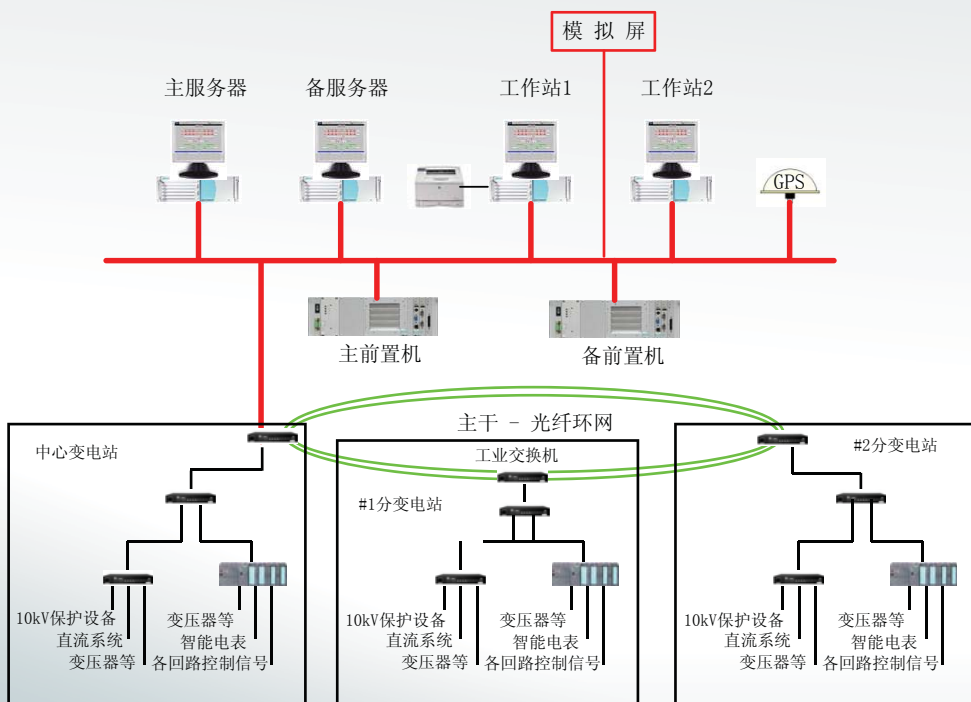 模 拟 屏
主服务器
备服务器
工作站1
工作站2
GPS
主前置机
备前置机
主干 - 光纤环网
中心变电站
工业交换机
#2分变电站
#1分变电站
10kV保护设备
直流系统
变压器等
变压器等
智能电表
各回路控制信号
10kV保护设备
直流系统
变压器等
变压器等
智能电表
各回路控制信号
10kV保护设备
直流系统
变压器等
变压器等
智能电表
各回路控制信号